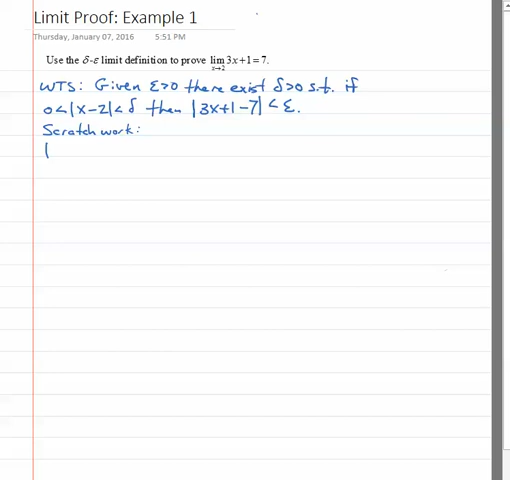 Limit Proof: Example 1
Thursday, January 07, 2016 5:51 PM
Use the δ-ε limit definition to prove lim x→2 3x+1=7.
WTS: Given ε>0 there exist δ>0 s.t. if
0<|x-2|<δ then |3x+1-7|<ε.
Scratch work:
|